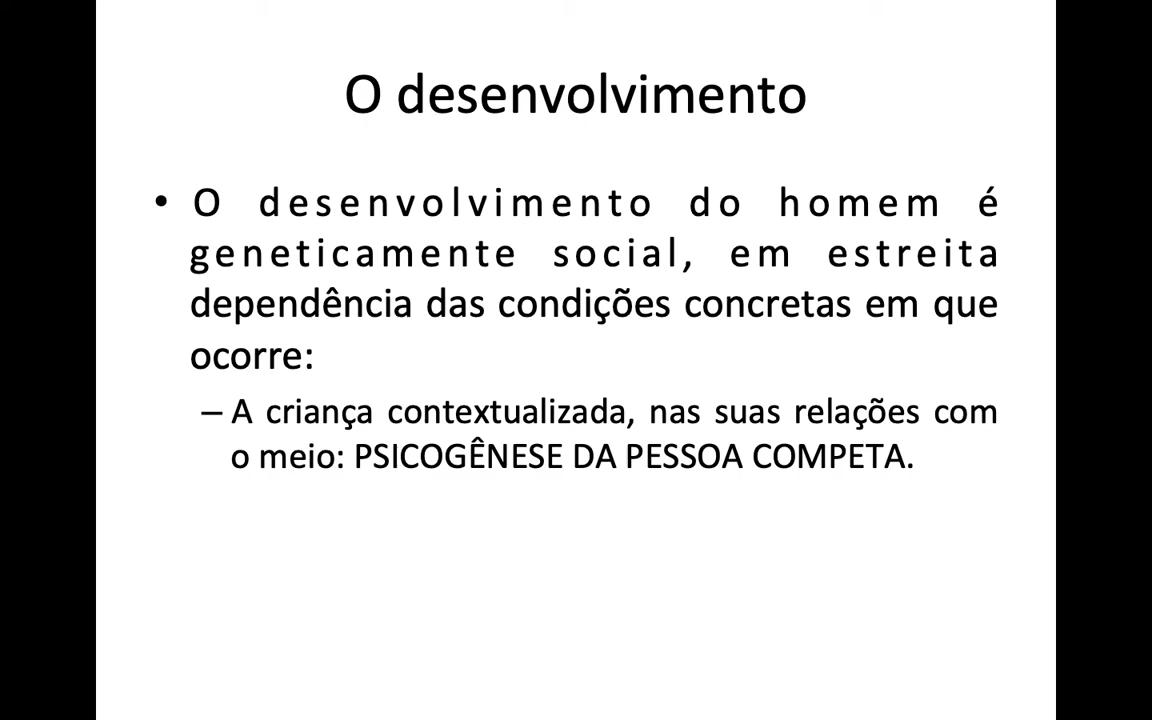 O desenvolvimento
• O desenvolvimento do homem é
geneticamente social, em estreita
dependência das condições concretas em que
ocorre:
– A criança contextualizada, nas suas relações com
o meio: PSICOGÊNESE DA PESSOA COMPETA.